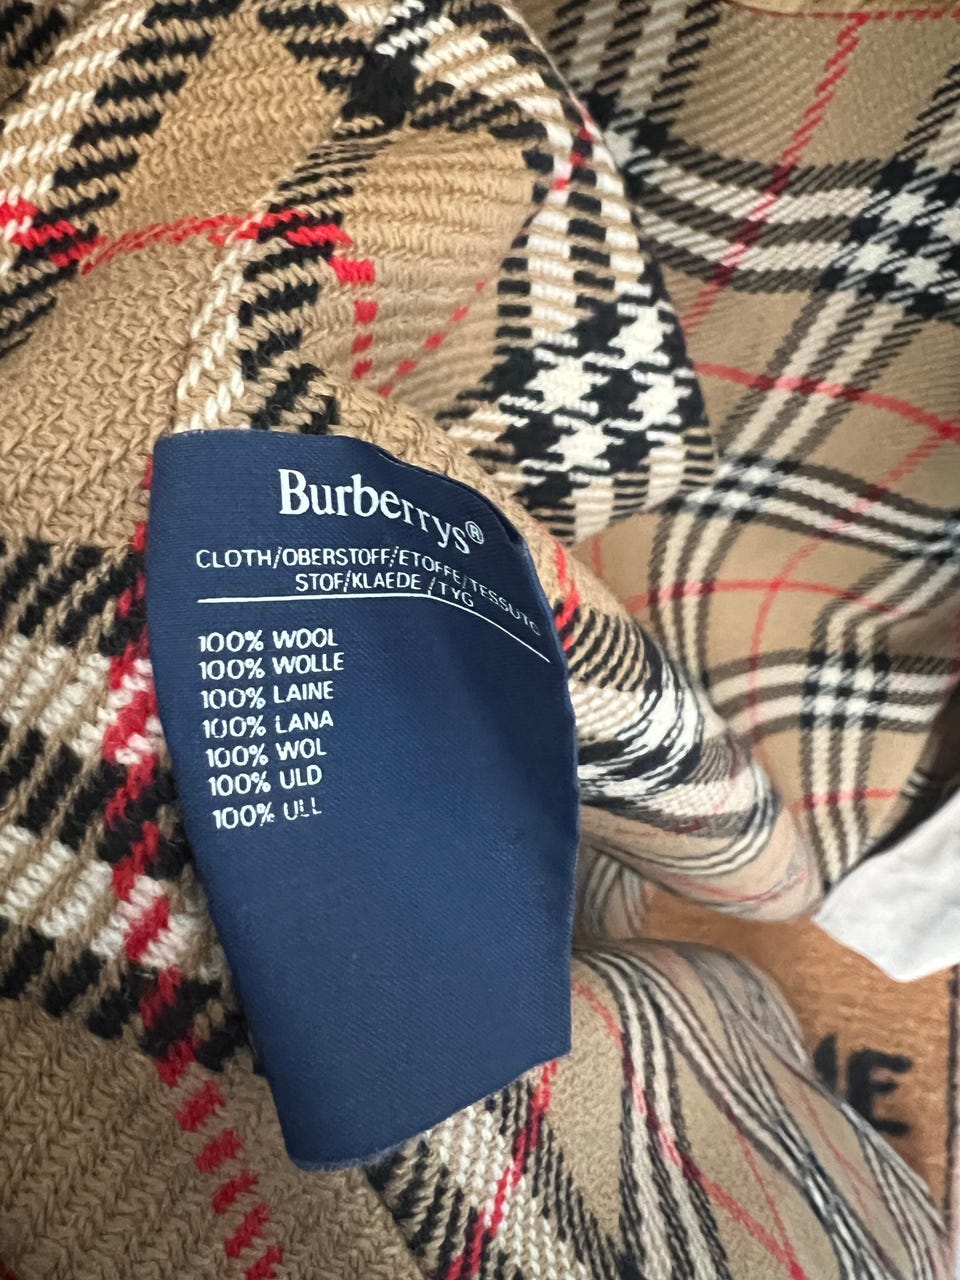 Burberrys®
CLOTH/OBERSTOFF/ETOFFE/TESSUTO
STOF/KLAEDE/TYG
100% WOOL
100% WOLLE
100% LAINE
100% LANA
100% WOL
100% ULD
100% ULL